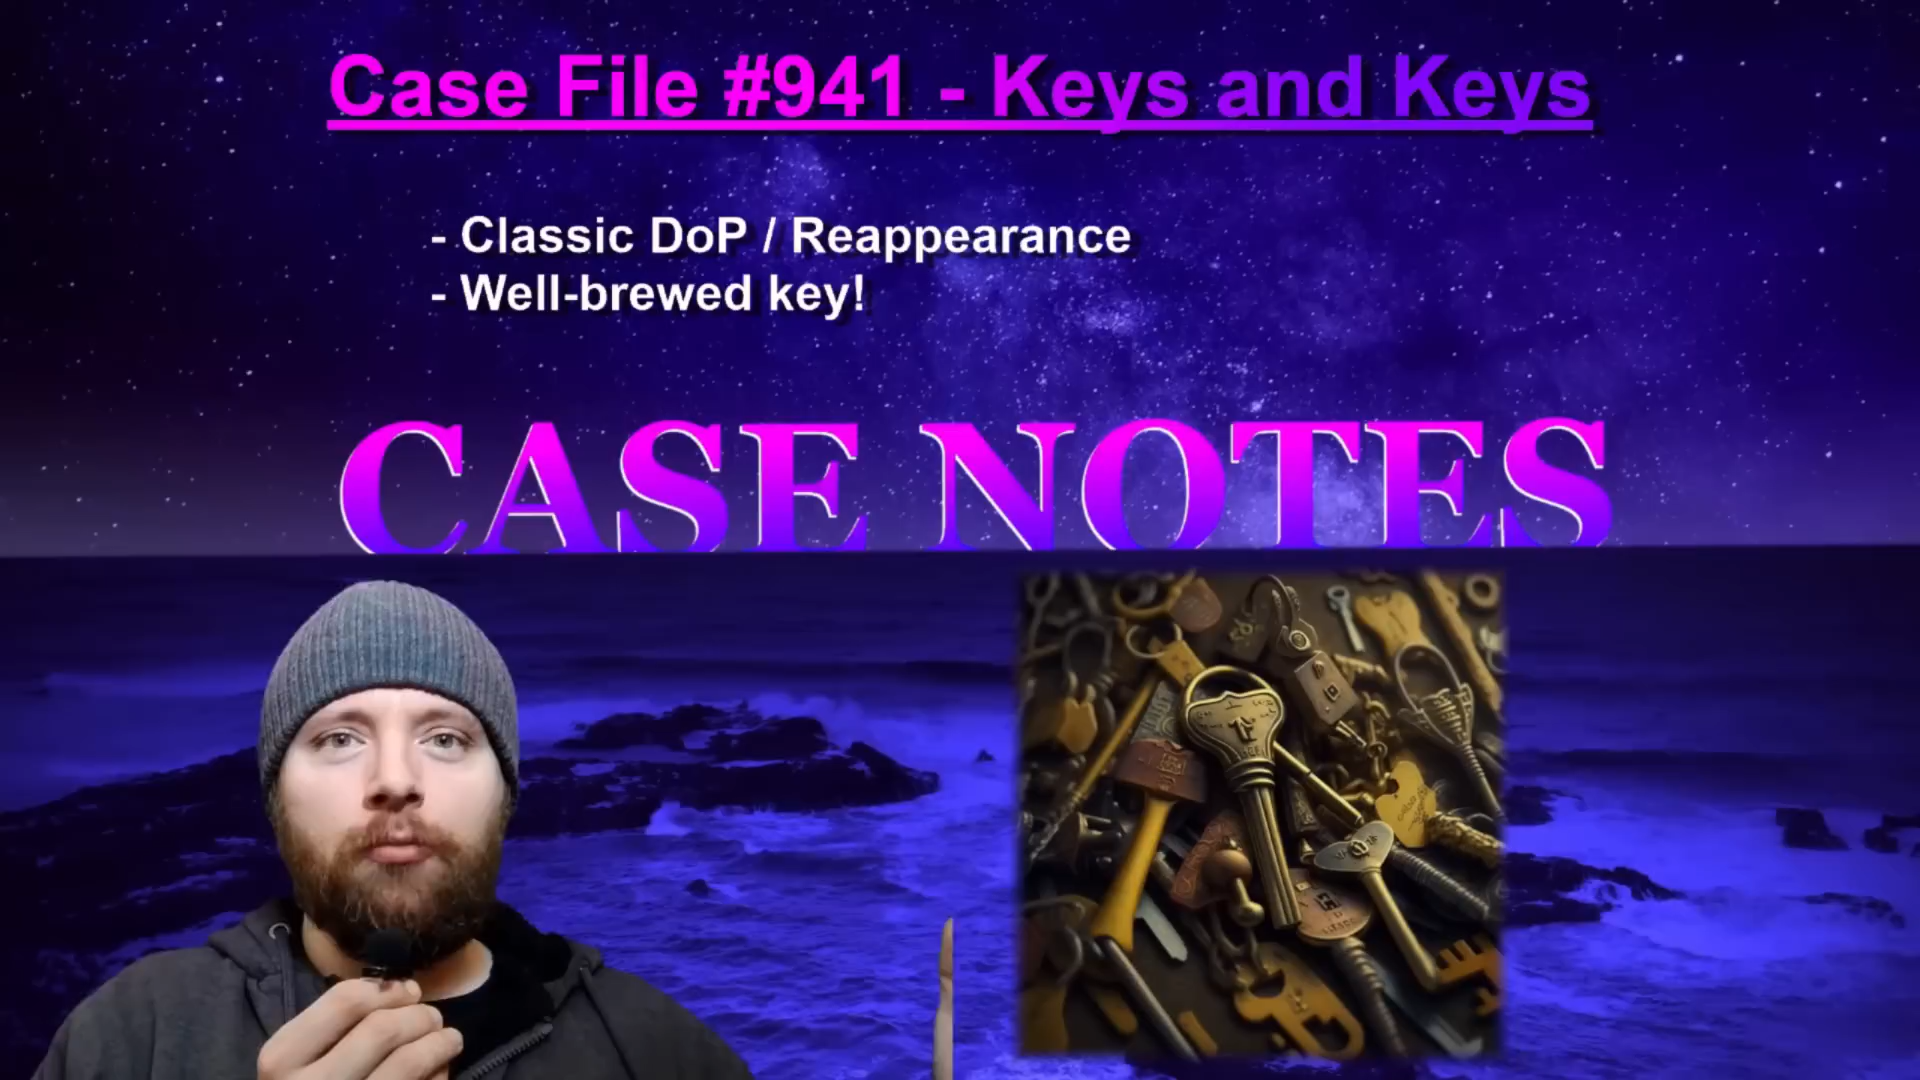 Case File #941 - Keys and Keys
- Classic DoP / Reappearance
- Well-brewed key!
CASE NOTES